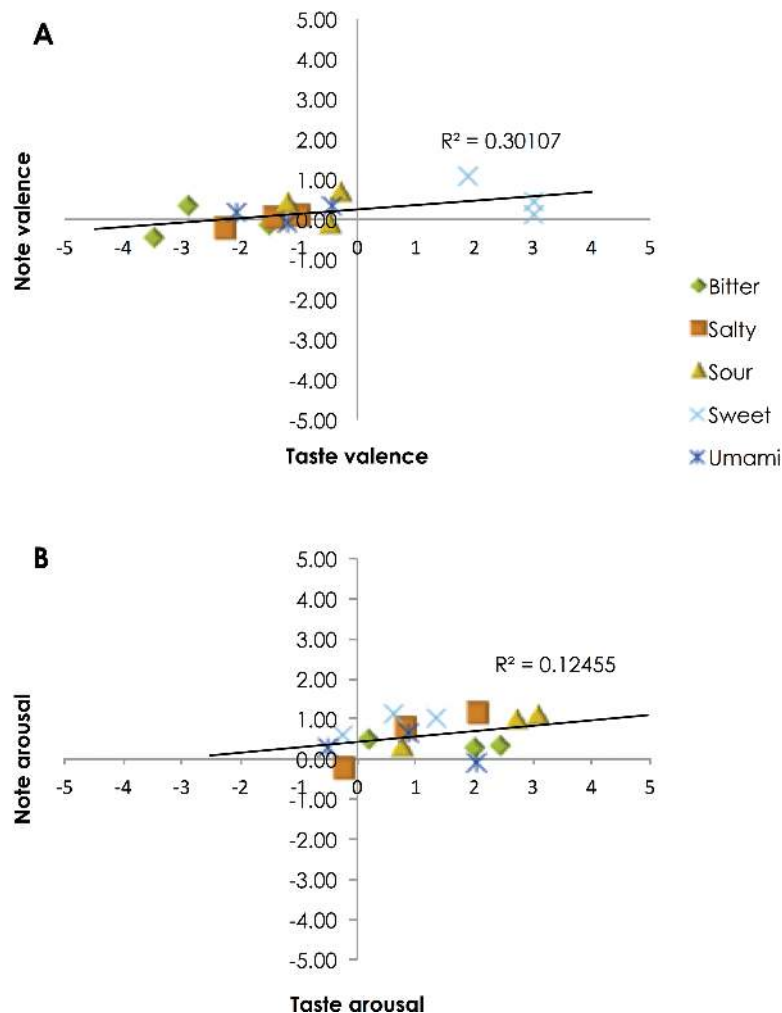 A
5.00
4.00
3.00
2.00
R² = 0.30107
1.00
0.00
-5 -4 -3 -2 -1 0 1 2 3 4 5
-1.00
-2.00
-3.00
-4.00
-5.00
Note valence
Taste valence
Bitter
Salty
Sour
Sweet
Umami
B
5.00
4.00
3.00
R² = 0.12455
2.00
1.00
0.00
-5 -4 -3 -2 -1 0 1 2 3 4 5
-1.00
-2.00
-3.00
-4.00
-5.00
Note arousal
Taste arousal